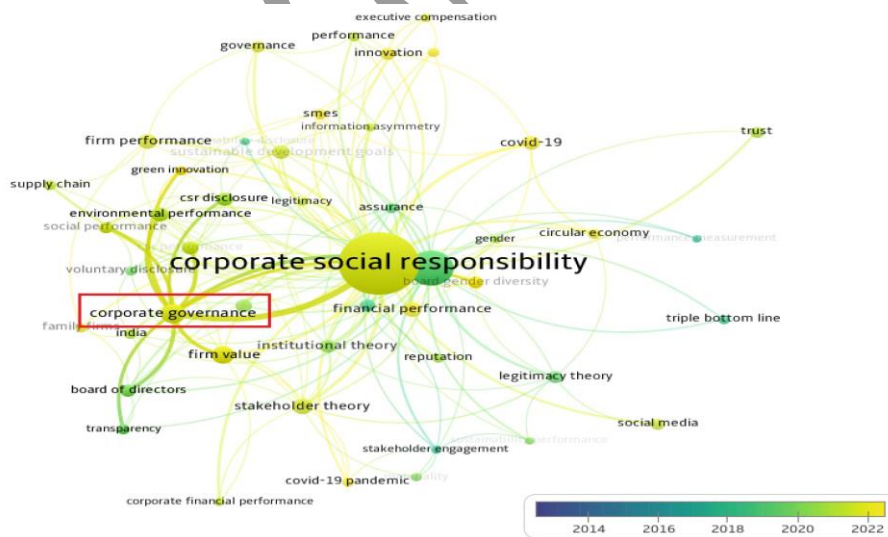 executive compensation
performance
governance
innovation
smes
information asymmetry
covid-19
trust
firm performance
sustainable development goals
green innovation
supply chain
csr disclosure
legitimacy
assurance
environmental performance
social performance
gender
circular economy
performance measurement
corporate social responsibility
voluntary disclosure
board gender diversity
corporate governance
financial performance
triple bottom line
family firms
india
institutional theory
firm value
reputation
legitimacy theory
board of directors
stakeholder theory
social media
transparency
sustainability performance
stakeholder engagement
covid-19 pandemic
corporate financial performance
2014 2016 2018 2020 2022